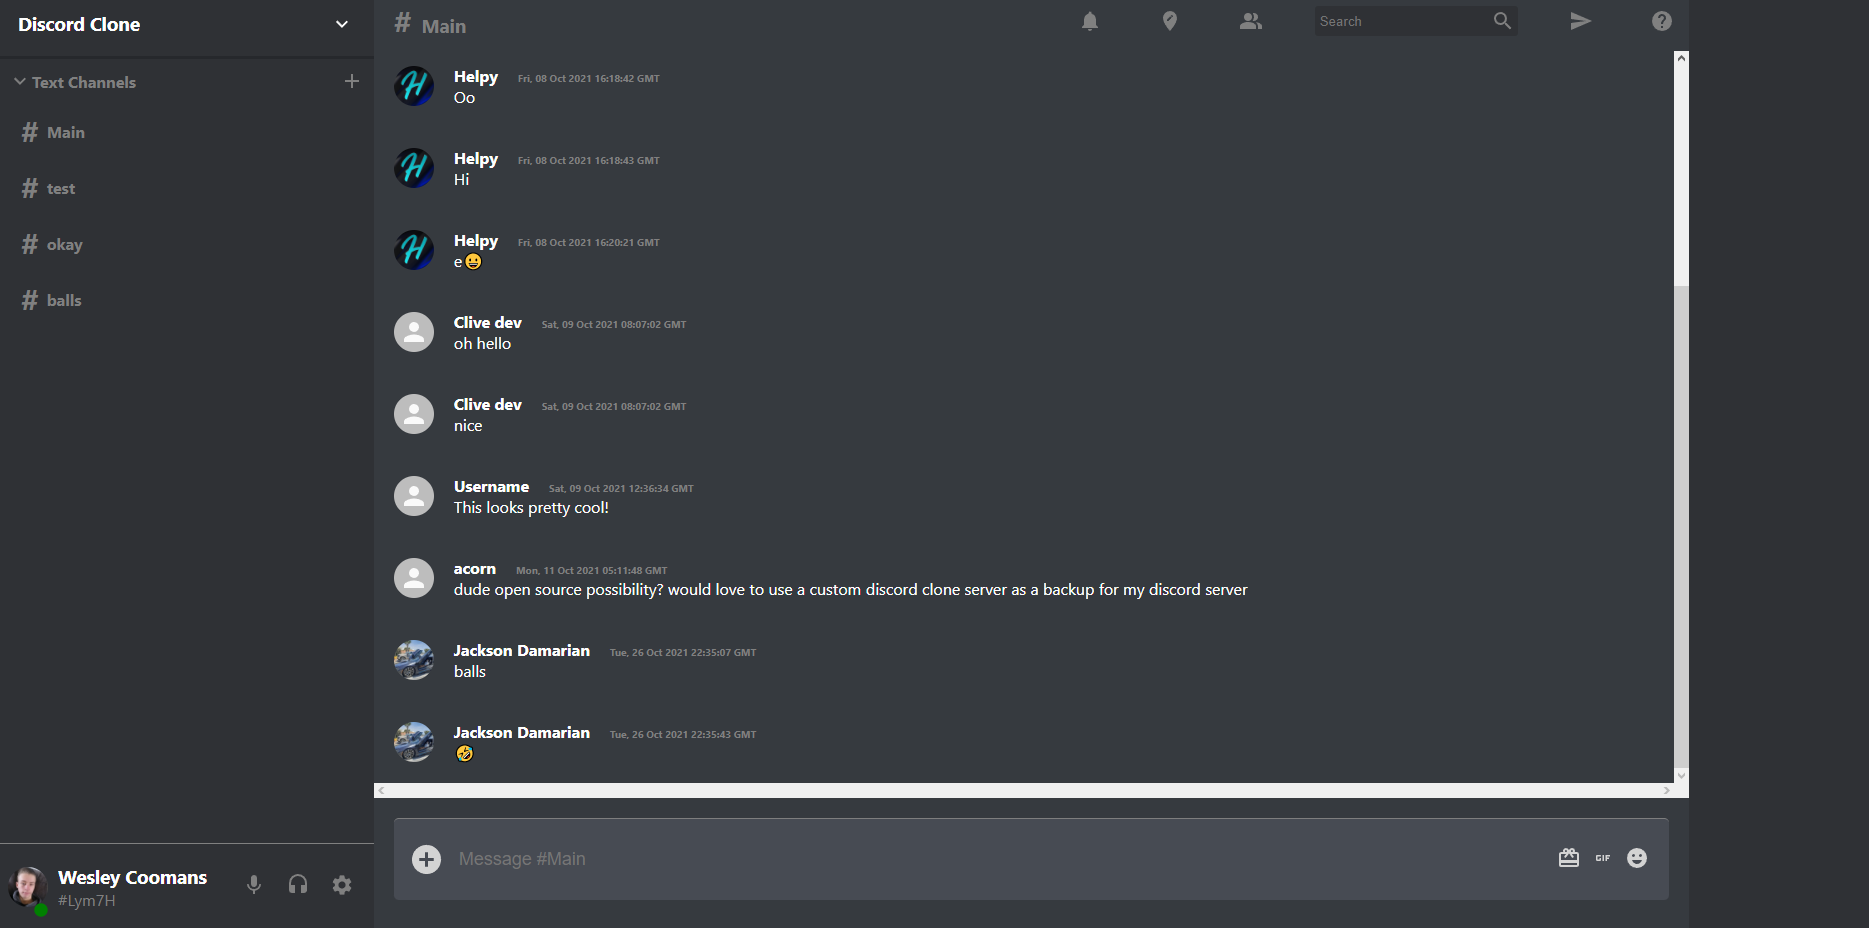 Discord Clone
Text Channels
# Main
# test
# okay
# balls
Wesley Coomans
#Lym7H
# Main
Search
Helpy Fri, 08 Oct 2021 16:18:42 GMT
Oo
Helpy Fri, 08 Oct 2021 16:18:43 GMT
Hi
Helpy Fri, 08 Oct 2021 16:20:21 GMT
e😀
Clive dev Sat, 09 Oct 2021 08:07:02 GMT
oh hello
Clive dev Sat, 09 Oct 2021 08:07:02 GMT
nice
Username Sat, 09 Oct 2021 12:36:34 GMT
This looks pretty cool!
acorn Mon, 11 Oct 2021 05:11:48 GMT
dude open source possibility? would love to use a custom discord clone server as a backup for my discord server
Jackson Damarian Tue, 26 Oct 2021 22:35:07 GMT
balls
Jackson Damarian Tue, 26 Oct 2021 22:35:43 GMT
🤣
Message #Main
GIF